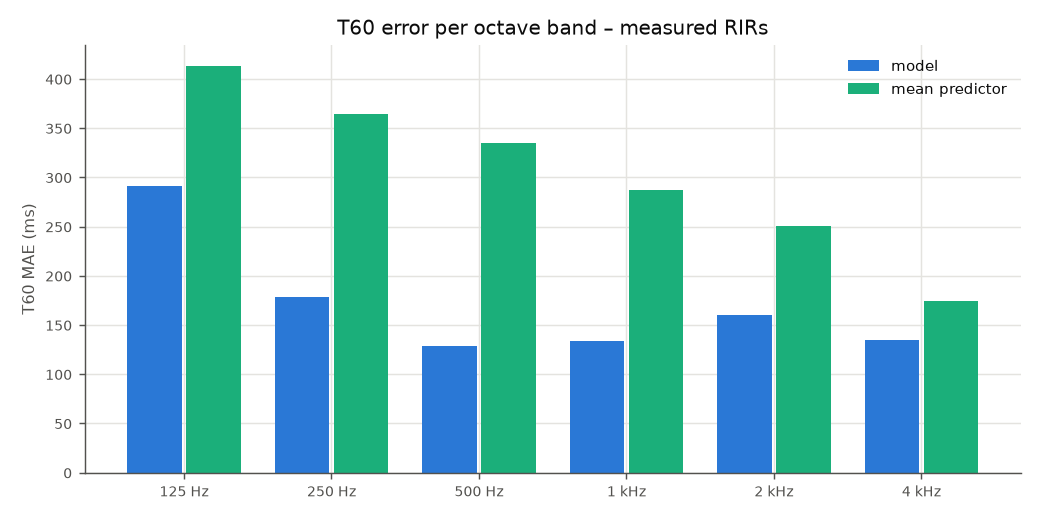 T60 error per octave band – measured RIRs
model
mean predictor
T60 MAE (ms)
400
350
300
250
200
150
100
50
0
125 Hz
250 Hz
500 Hz
1 kHz
2 kHz
4 kHz